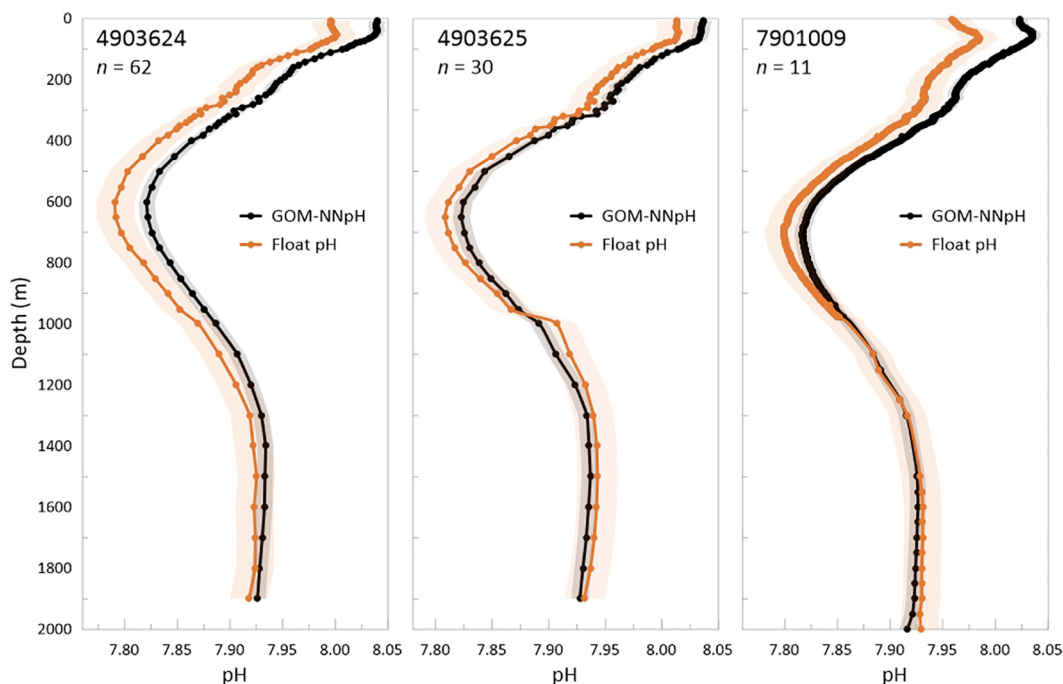 4903624
n = 62
4903625
n = 30
7901009
n = 11
GOM-NNpH
Float pH
GOM-NNpH
Float pH
GOM-NNpH
Float pH
Depth (m)
0
200
400
600
800
1000
1200
1400
1600
1800
2000
7.80 7.85 7.90 7.95 8.00 8.05
7.80 7.85 7.90 7.95 8.00 8.05
7.80 7.85 7.90 7.95 8.00 8.05
pH
pH
pH